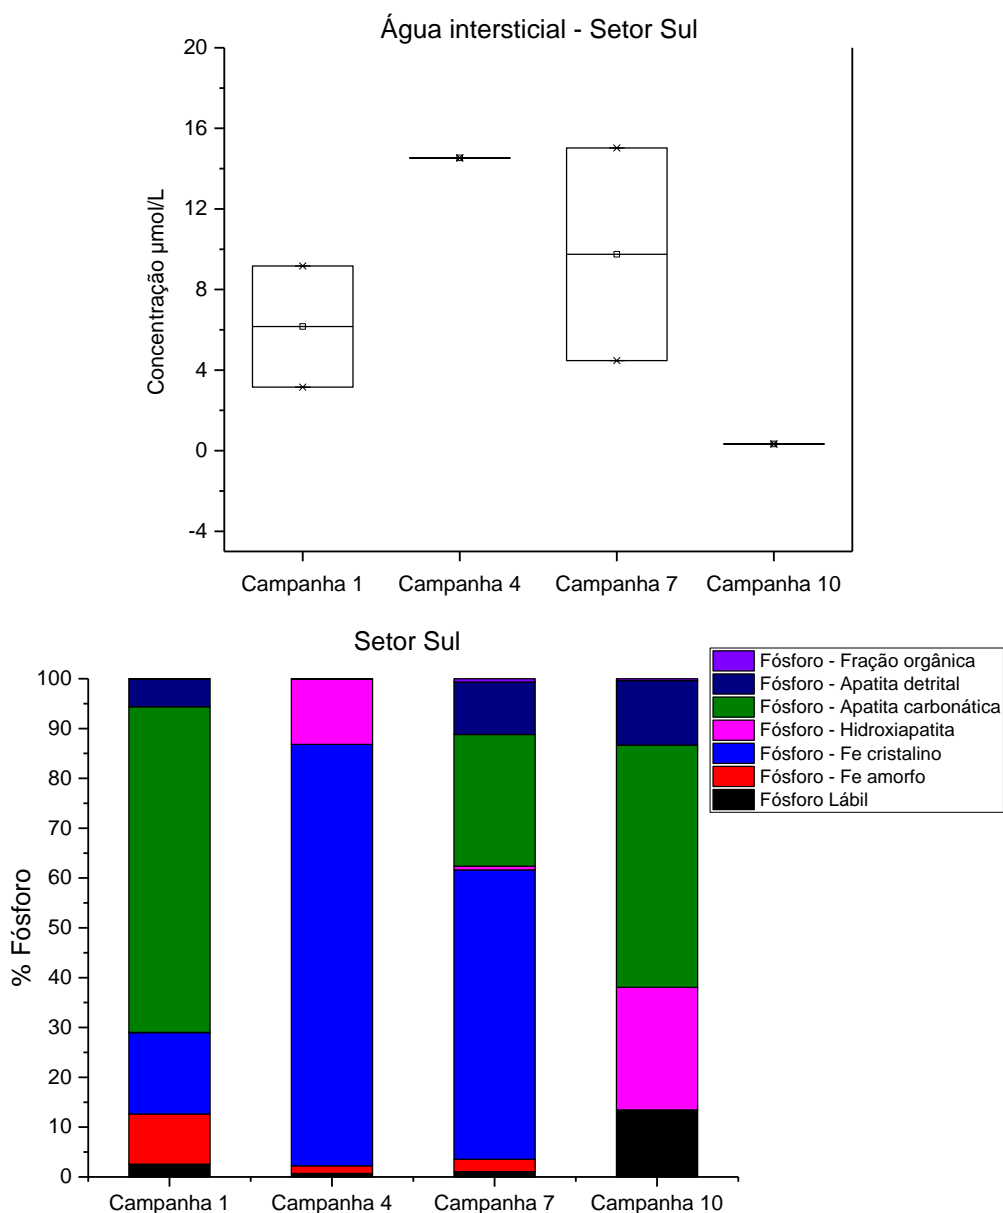 Água intersticial - Setor Sul
20
16
12
8
4
0
-4
Concentração µmol/L
Campanha 1 Campanha 4 Campanha 7 Campanha 10
Setor Sul
100
90
80
70
60
50
40
30
20
10
0
% Fósforo
Campanha 1 Campanha 4 Campanha 7 Campanha 10
Fósforo - Fração orgânica
Fósforo - Apatita detrital
Fósforo - Apatita carbonática
Fósforo - Hidroxiapatita
Fósforo - Fe cristalino
Fósforo - Fe amorfo
Fósforo Lábil